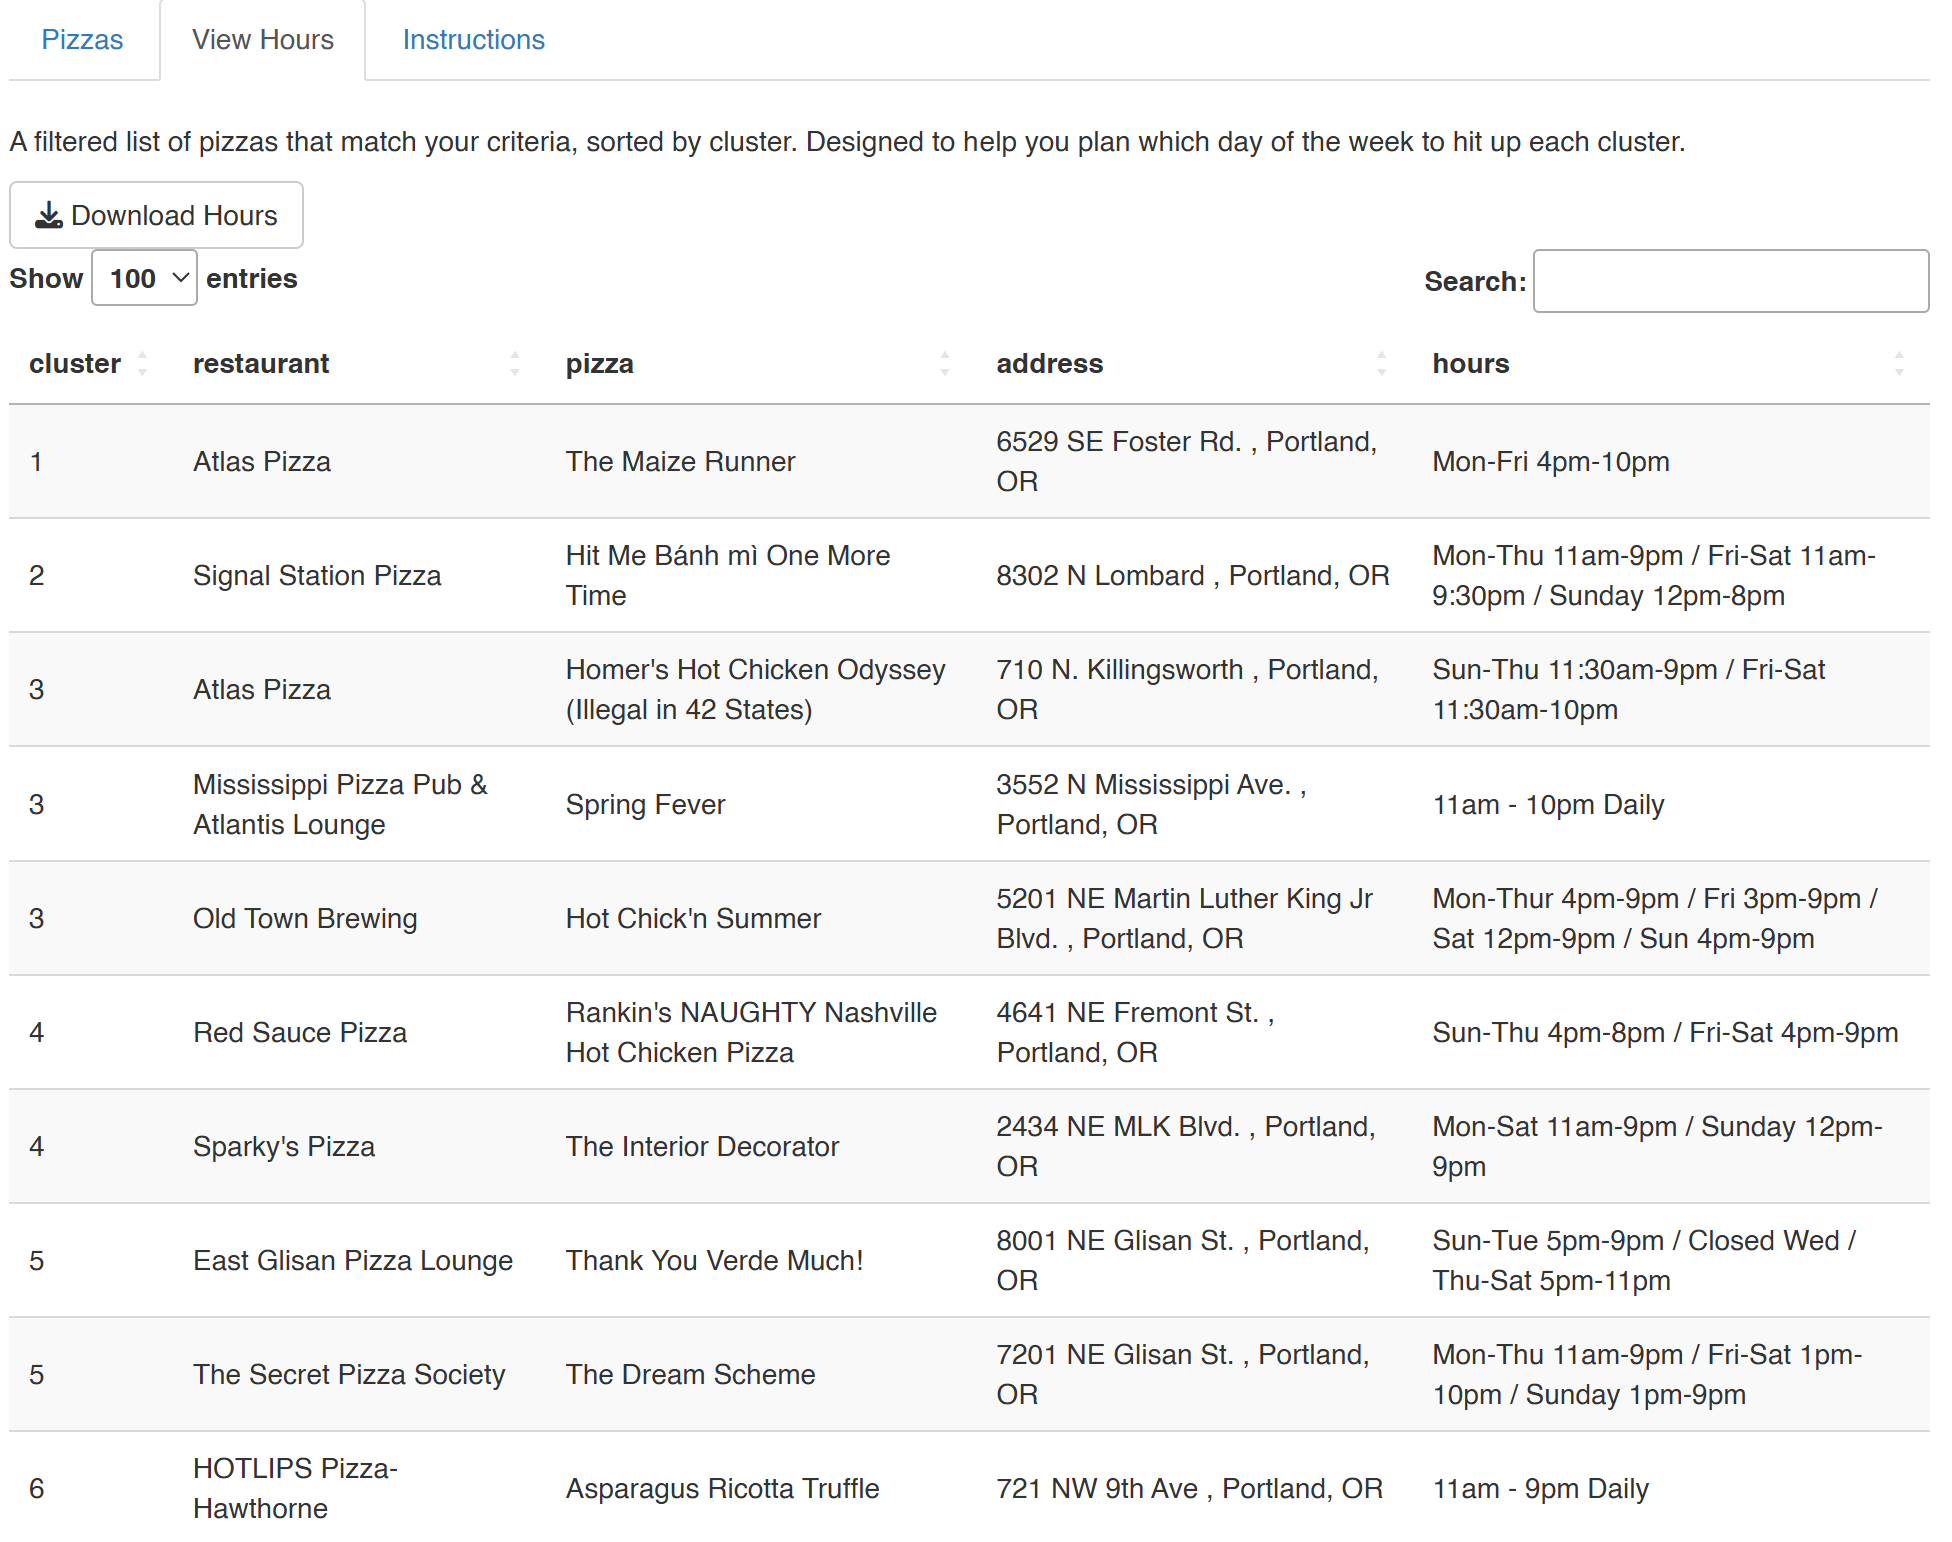 Pizzas
View Hours
Instructions
A filtered list of pizzas that match your criteria, sorted by cluster. Designed to help you plan which day of the week to hit up each cluster.
Download Hours
Show 100 entries
Search:
cluster restaurant pizza address hours
1
Atlas Pizza
The Maize Runner
6529 SE Foster Rd. , Portland,
OR
Mon-Fri 4pm-10pm
2
Signal Station Pizza
Hit Me Bánh mì One More
Time
8302 N Lombard , Portland, OR
Mon-Thu 11am-9pm / Fri-Sat 11am-
9:30pm / Sunday 12pm-8pm
3
Atlas Pizza
Homer's Hot Chicken Odyssey
(Illegal in 42 States)
710 N. Killingsworth , Portland,
OR
Sun-Thu 11:30am-9pm / Fri-Sat
11:30am-10pm
3
Mississippi Pizza Pub &
Atlantis Lounge
Spring Fever
3552 N Mississippi Ave. ,
Portland, OR
11am - 10pm Daily
3
Old Town Brewing
Hot Chick'n Summer
5201 NE Martin Luther King Jr
Blvd. , Portland, OR
Mon-Thur 4pm-9pm / Fri 3pm-9pm /
Sat 12pm-9pm / Sun 4pm-9pm
4
Red Sauce Pizza
Rankin's NAUGHTY Nashville
Hot Chicken Pizza
4641 NE Fremont St. ,
Portland, OR
Sun-Thu 4pm-8pm / Fri-Sat 4pm-9pm
4
Sparky's Pizza
The Interior Decorator
2434 NE MLK Blvd. , Portland,
OR
Mon-Sat 11am-9pm / Sunday 12pm-
9pm
5
East Glisan Pizza Lounge
Thank You Verde Much!
8001 NE Glisan St. , Portland,
OR
Sun-Tue 5pm-9pm / Closed Wed /
Thu-Sat 5pm-11pm
5
The Secret Pizza Society
The Dream Scheme
7201 NE Glisan St. , Portland,
OR
Mon-Thu 11am-9pm / Fri-Sat 1pm-
10pm / Sunday 1pm-9pm
6
HOTLIPS Pizza-
Hawthorne
Asparagus Ricotta Truffle
721 NW 9th Ave , Portland, OR
11am - 9pm Daily